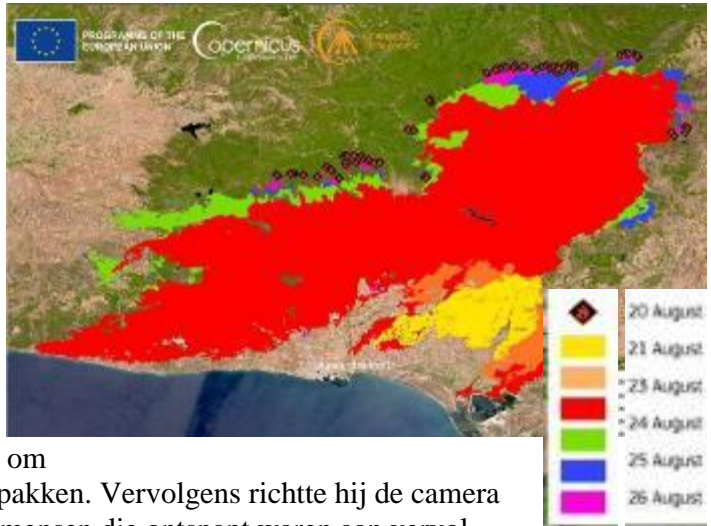 PROGRAMME OF THE
EUROPEAN UNION
Copernicus
20 August
21 August
23 August
24 August
25 August
26 August
om
pakken. Vervolgens richtte hij de camera